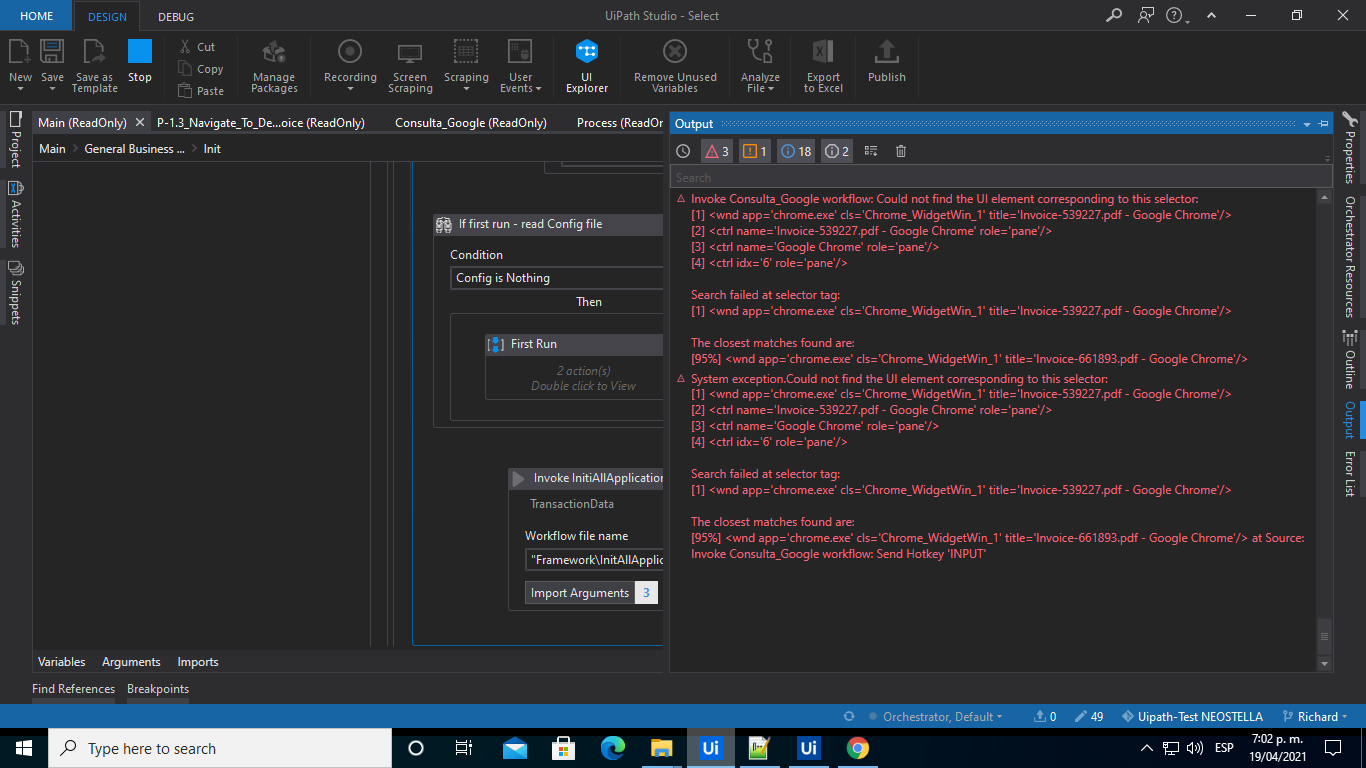 HOME
DESIGN
DEBUG
UiPath Studio - Select
New
Save
Save as Template
Stop
Cut
Copy
Paste
Manage Packages
Recording
Screen Scraping
Scraping
User Events
UI Explorer
Remove Unused Variables
Analyze File
Export to Excel
Publish
Main (ReadOnly)
P-1.3_Navigate_To_De...oice (ReadOnly)
Consulta_Google (ReadOnly)
Process (ReadOn
Main > General Business ... > Init
Project
Activities
Snippets
If first run - read Config file
Condition
Config is Nothing
Then
First Run
2 action(s)
Double click to View
Invoke InitiAllApplication
TransactionData
Workflow file name
"Framework\InitAllApplic
Import Arguments 3
Variables Arguments Imports
Find References Breakpoints
Output
3 1 18 2
Search
Invoke Consulta_Google workflow: Could not find the UI element corresponding to this selector:
[1] <wnd app='chrome.exe' cls='Chrome_WidgetWin_1' title='Invoice-539227.pdf - Google Chrome'/>
[2] <ctrl name='Invoice-539227.pdf - Google Chrome' role='pane'/>
[3] <ctrl name='Google Chrome' role='pane'/>
[4] <ctrl idx='6' role='pane'/>
Search failed at selector tag:
[1] <wnd app='chrome.exe' cls='Chrome_WidgetWin_1' title='Invoice-539227.pdf - Google Chrome'/>
The closest matches found are:
[95%] <wnd app='chrome.exe' cls='Chrome_WidgetWin_1' title='Invoice-661893.pdf - Google Chrome'/>
System exception.Could not find the UI element corresponding to this selector:
[1] <wnd app='chrome.exe' cls='Chrome_WidgetWin_1' title='Invoice-539227.pdf - Google Chrome'/>
[2] <ctrl name='Invoice-539227.pdf - Google Chrome' role='pane'/>
[3] <ctrl name='Google Chrome' role='pane'/>
[4] <ctrl idx='6' role='pane'/>
Search failed at selector tag:
[1] <wnd app='chrome.exe' cls='Chrome_WidgetWin_1' title='Invoice-539227.pdf - Google Chrome'/>
The closest matches found are:
[95%] <wnd app='chrome.exe' cls='Chrome_WidgetWin_1' title='Invoice-661893.pdf - Google Chrome'/> at Source:
Invoke Consulta_Google workflow: Send Hotkey 'INPUT'
Properties
Orchestrator Resources
Outline
Output
Error List
Orchestrator, Default
0
49
Uipath-Test NEOSTELLA
Richard
Type here to search
Ui
Ui
ESP
7:02 p. m.
19/04/2021